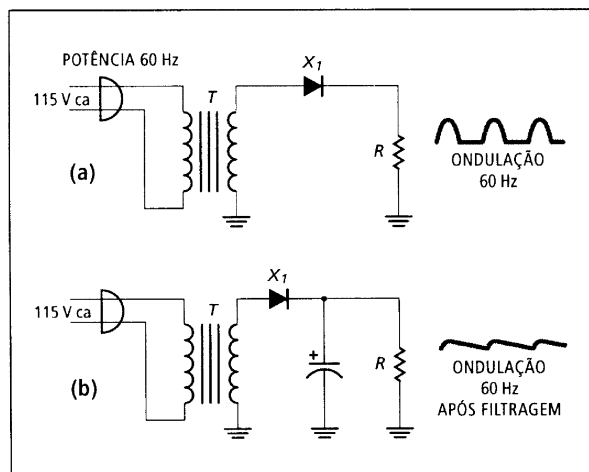 POTÊNCIA 60 Hz
115 V ca
T
X1
R
(a)
ONDULAÇÃO
60 Hz
115 V ca
T
X1
+
R
(b)
ONDULAÇÃO
60 Hz
APÓS FILTRAGEM